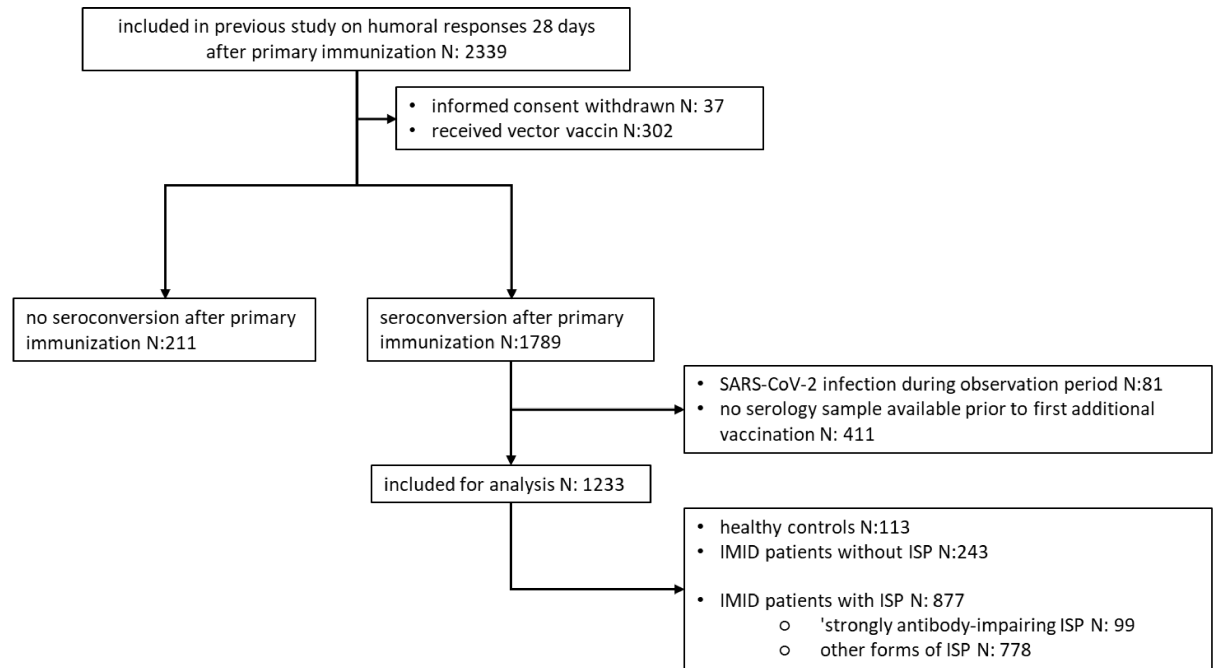 included in previous study on humoral responses 28 days
after primary immunization N: 2339
• informed consent withdrawn N: 37
• received vector vaccin N:302
no seroconversion after primary
immunization N:211
seroconversion after primary
immunization N:1789
• SARS-CoV-2 infection during observation period N:81
• no serology sample available prior to first additional
vaccination N: 411
included for analysis N: 1233
• healthy controls N:113
• IMID patients without ISP N:243
• IMID patients with ISP N: 877
o 'strongly antibody-impairing ISP N: 99
o other forms of ISP N: 778